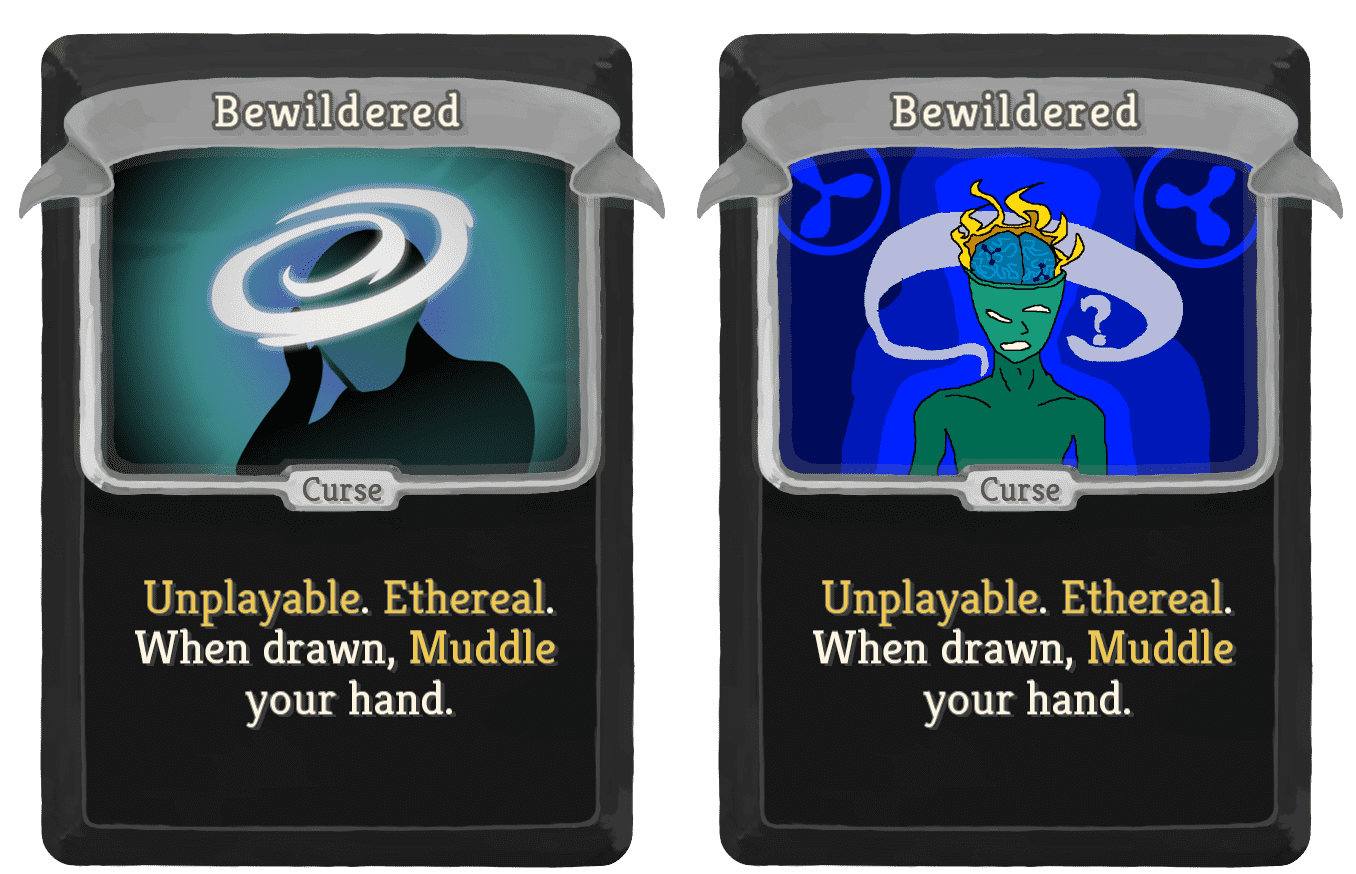 Bewildered
Curse
Unplayable. Ethereal.
When drawn, Muddle
your hand.
Bewildered
?
Curse
Unplayable. Ethereal.
When drawn, Muddle
your hand.